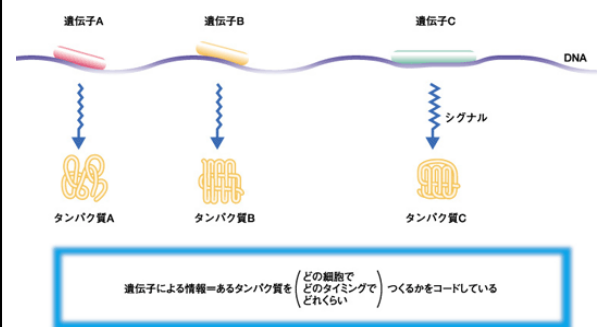 遺伝子A
遺伝子B
遺伝子C
DNA
シグナル
タンパク質A
タンパク質B
タンパク質C
遺伝子による情報＝あるタンパク質を(どの細胞で
どのタイミングで
どれくらい)つくるかをコードしている